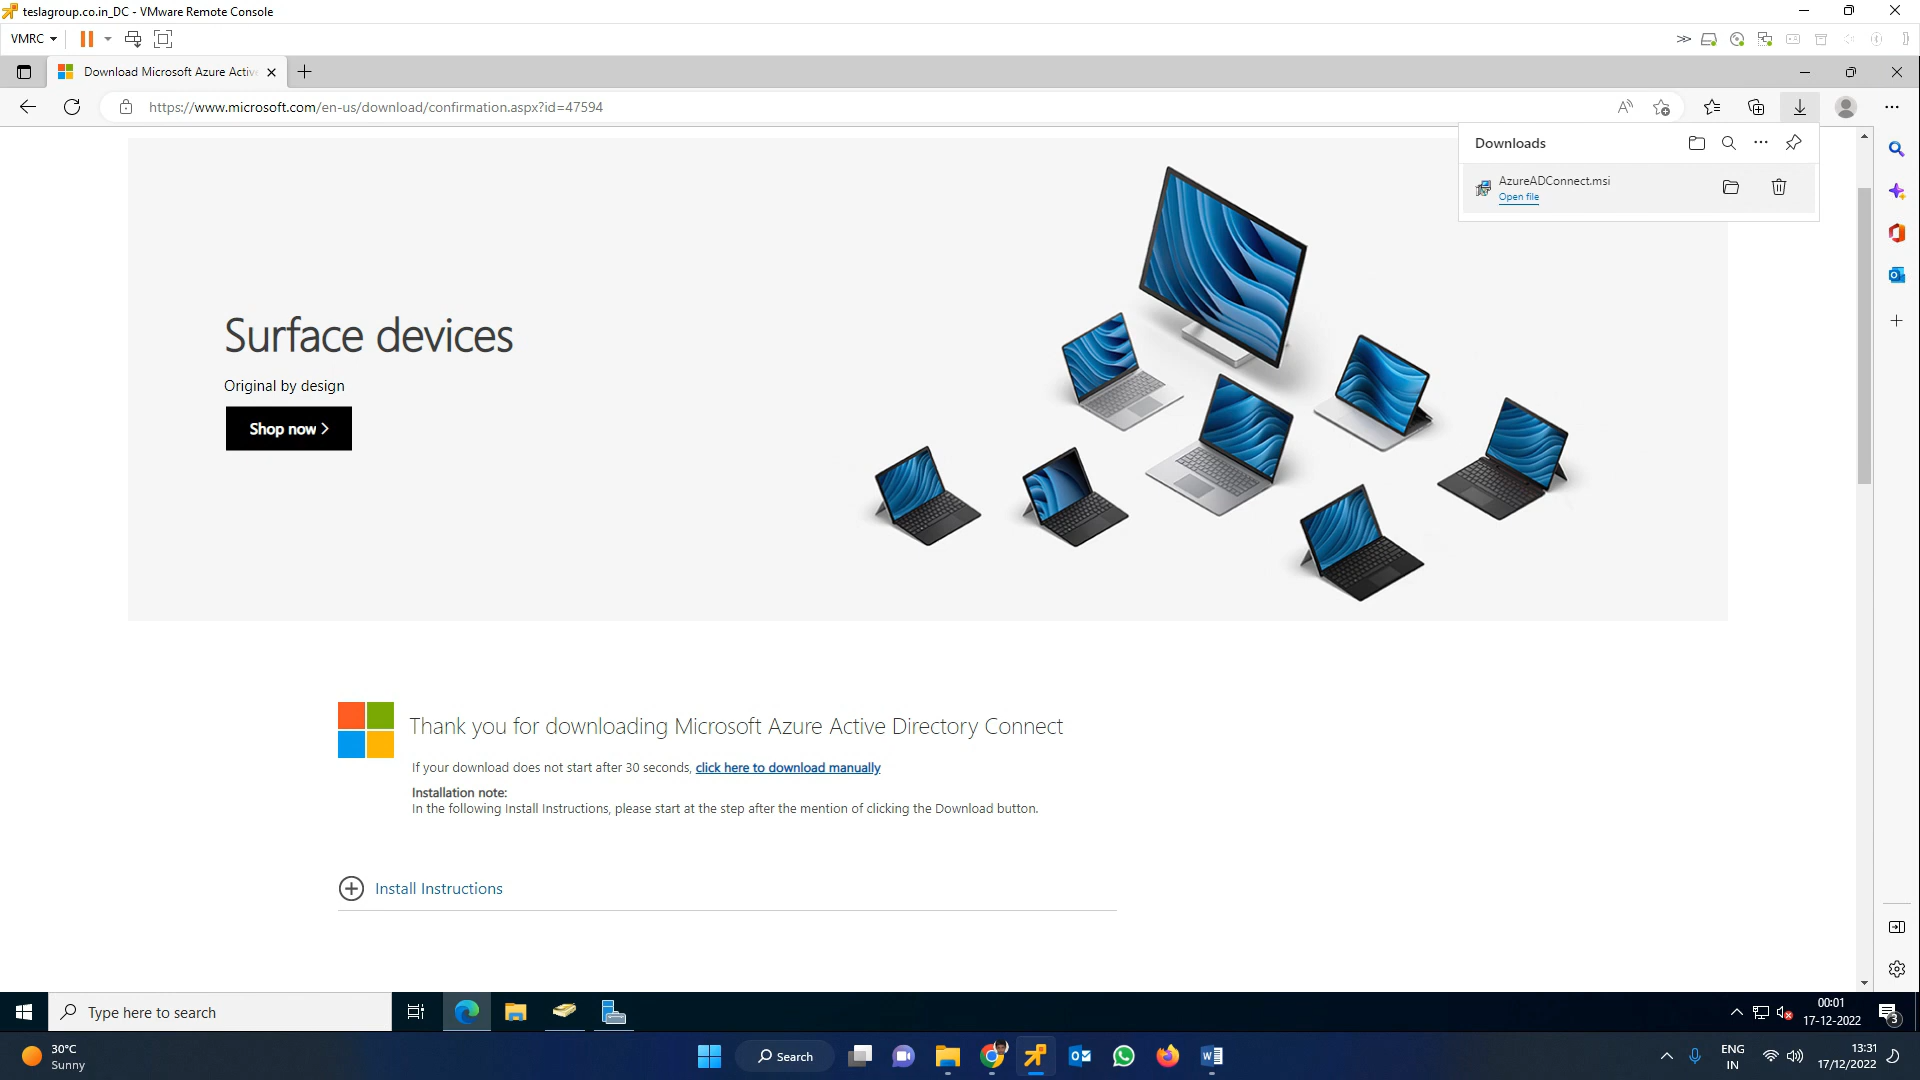 teslagroup.co.in_DC - VMware Remote Console
VMRC
Download Microsoft Azure Activ
https://www.microsoft.com/en-us/download/confirmation.aspx?id=47594
Downloads
AzureADConnect.msi
Open file
Surface devices
Original by design
Shop now >
Thank you for downloading Microsoft Azure Active Directory Connect
If your download does not start after 30 seconds, click here to download manually
Installation note:
In the following Install Instructions, please start at the step after the mention of clicking the Download button.
Install Instructions
Type here to search
00:01
17-12-2022
3
30°C
Sunny
Search
ENG
IN
13:31
17/12/2022